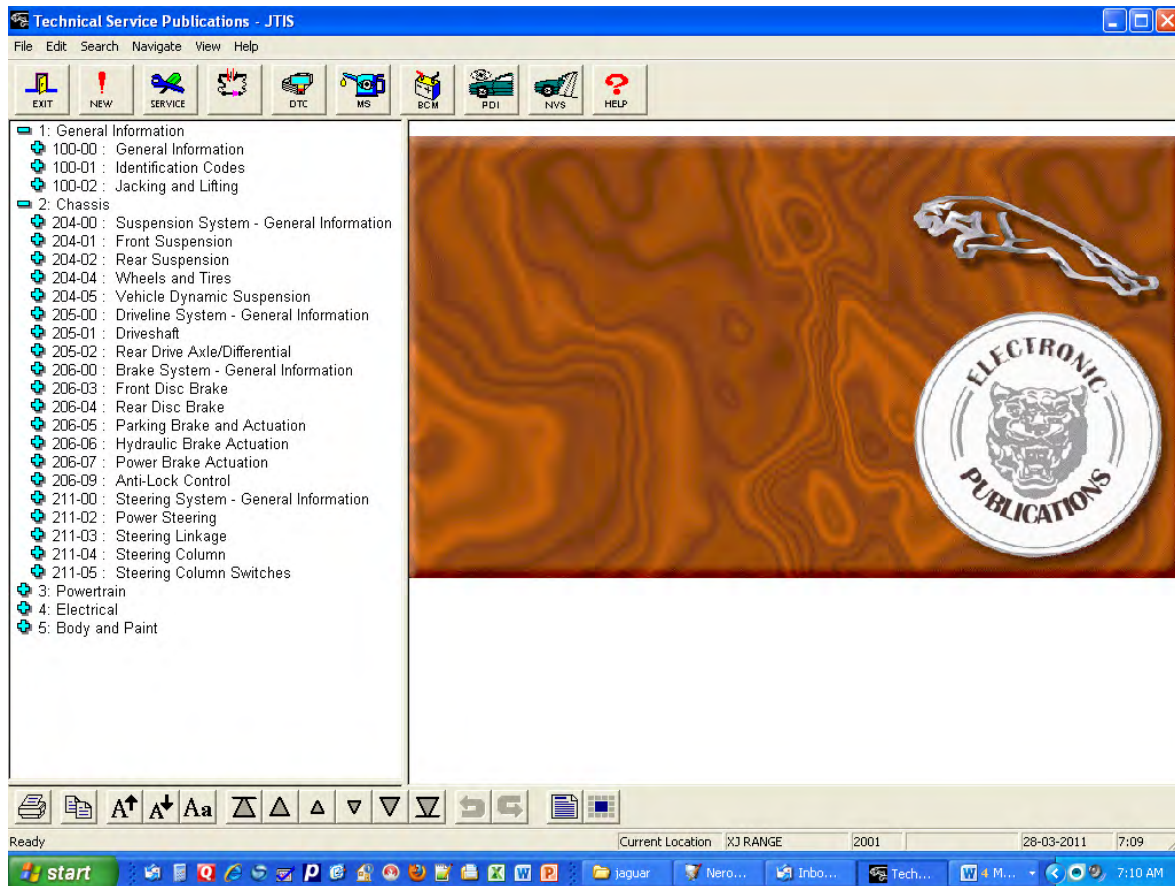 Technical Service Publications - JTIS
File Edit Search Navigate View Help
EXIT NEW SERVICE DTC MS BCM PDI NVS HELP
1: General Information
100-00 : General Information
100-01 : Identification Codes
100-02 : Jacking and Lifting
2: Chassis
204-00 : Suspension System - General Information
204-01 : Front Suspension
204-02 : Rear Suspension
204-04 : Wheels and Tires
204-05 : Vehicle Dynamic Suspension
205-00 : Driveline System - General Information
205-01 : Driveshaft
205-02 : Rear Drive Axle/Differential
206-00 : Brake System - General Information
206-03 : Front Disc Brake
206-04 : Rear Disc Brake
206-05 : Parking Brake and Actuation
206-06 : Hydraulic Brake Actuation
206-07 : Power Brake Actuation
206-09 : Anti-Lock Control
211-00 : Steering System - General Information
211-02 : Power Steering
211-03 : Steering Linkage
211-04 : Steering Column
211-05 : Steering Column Switches
3: Powertrain
4: Electrical
5: Body and Paint
ELECTRONIC
PUBLICATIONS
A A Aa
Ready Current Location XJ RANGE 2001 28-03-2011 7:09
start jaguar Nero... Inbo... Tech... 4 M... 7:10 AM